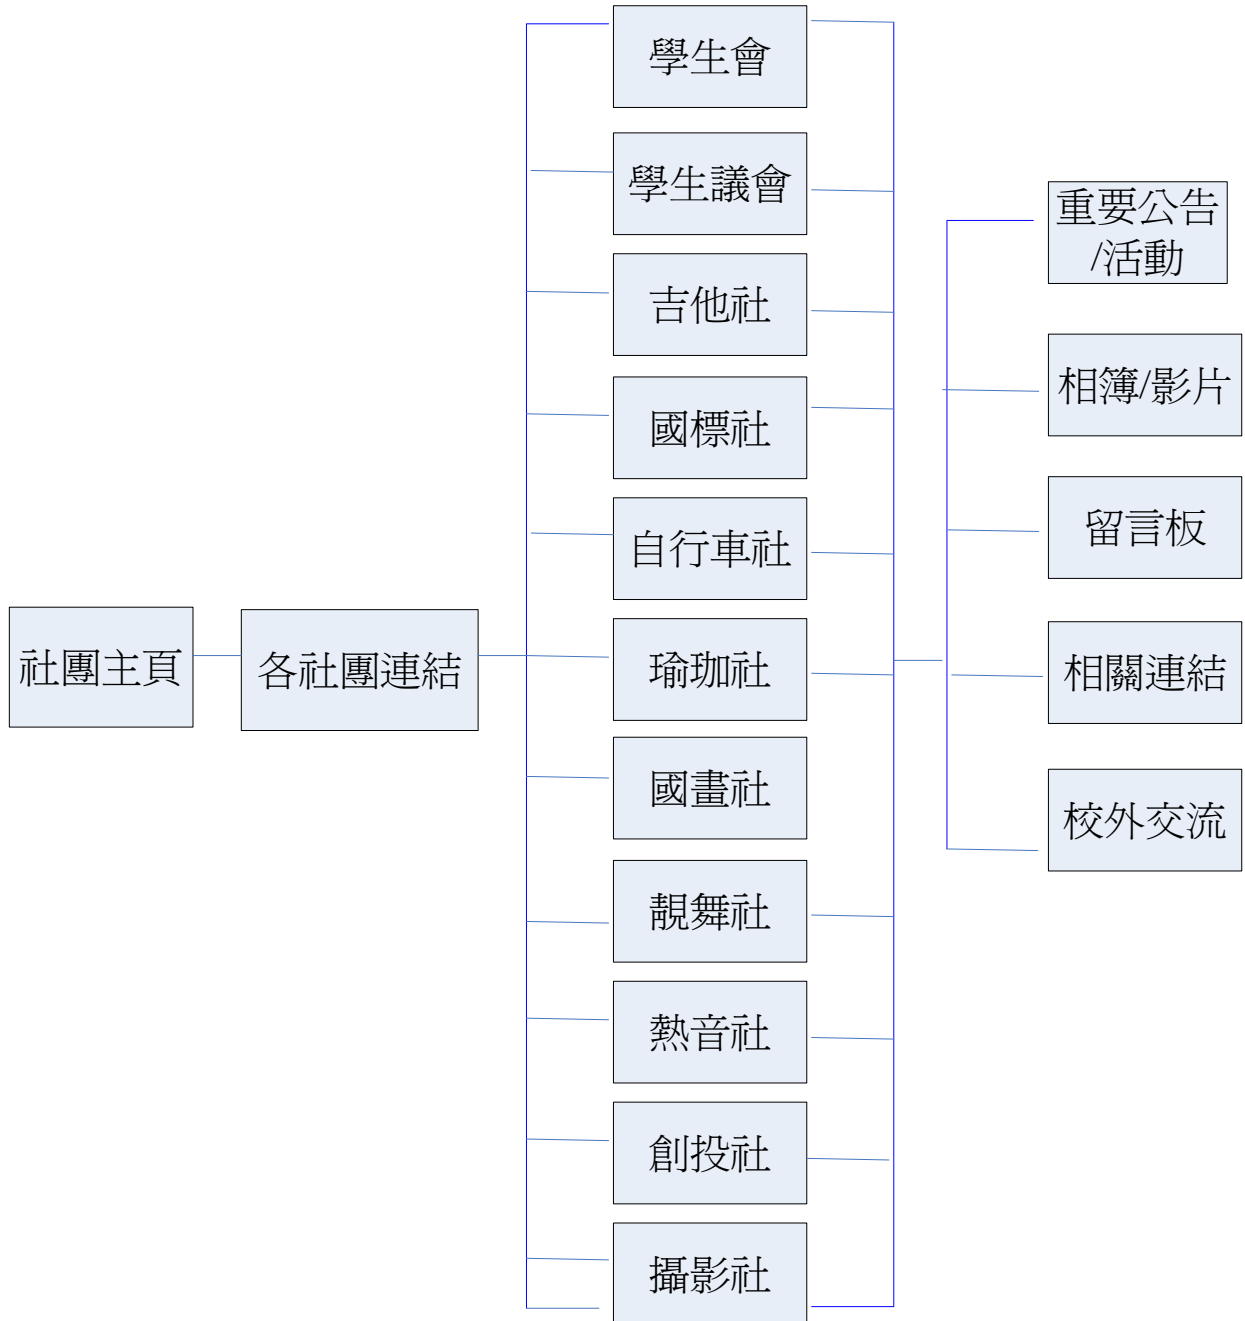 社團主頁
各社團連結
學生會
學生議會
吉他社
國標社
自行車社
瑜珈社
國畫社
靚舞社
熱音社
創投社
攝影社
重要公告
/活動
相簿/影片
留言板
相關連結
校外交流